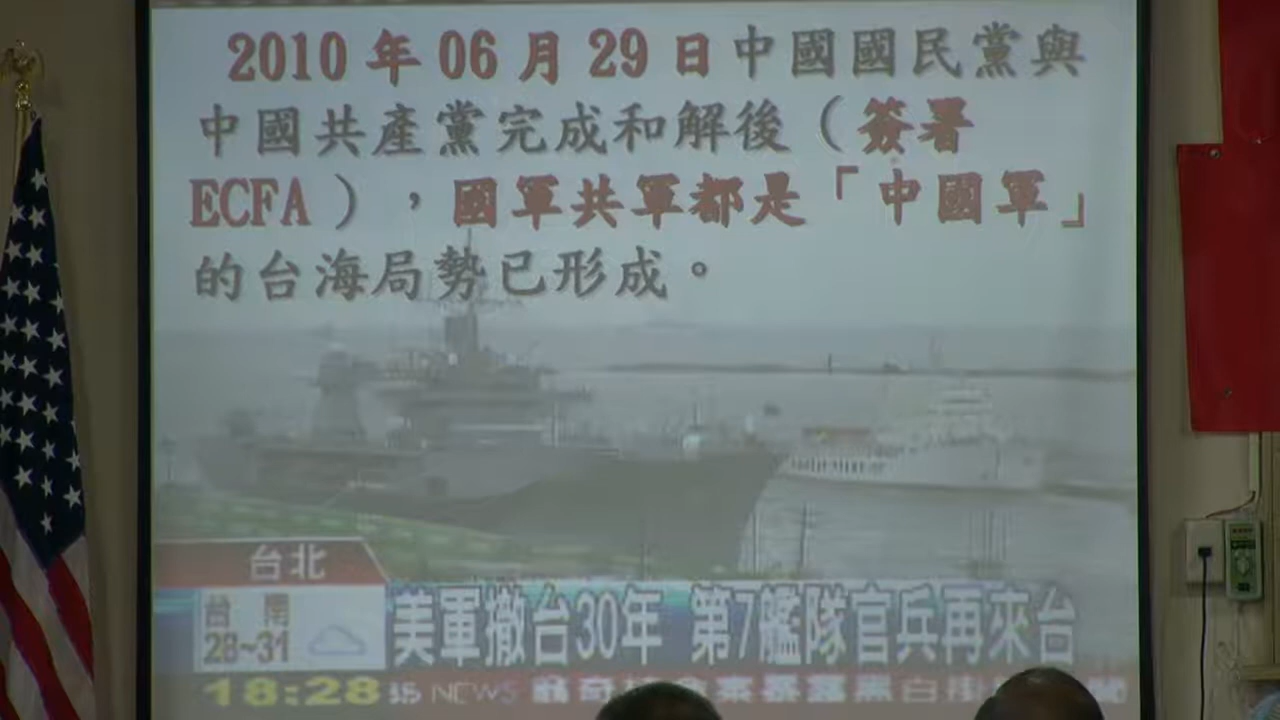 2010 年 06 月 29 日中國國民黨與
中國共產黨完成和解後（簽署
ECFA），國軍共軍都是「中國軍」
的台海局勢已形成。
台北
台 南
28~31
美軍撤台30年 第7艦隊官兵再來台
18:28
NEWS